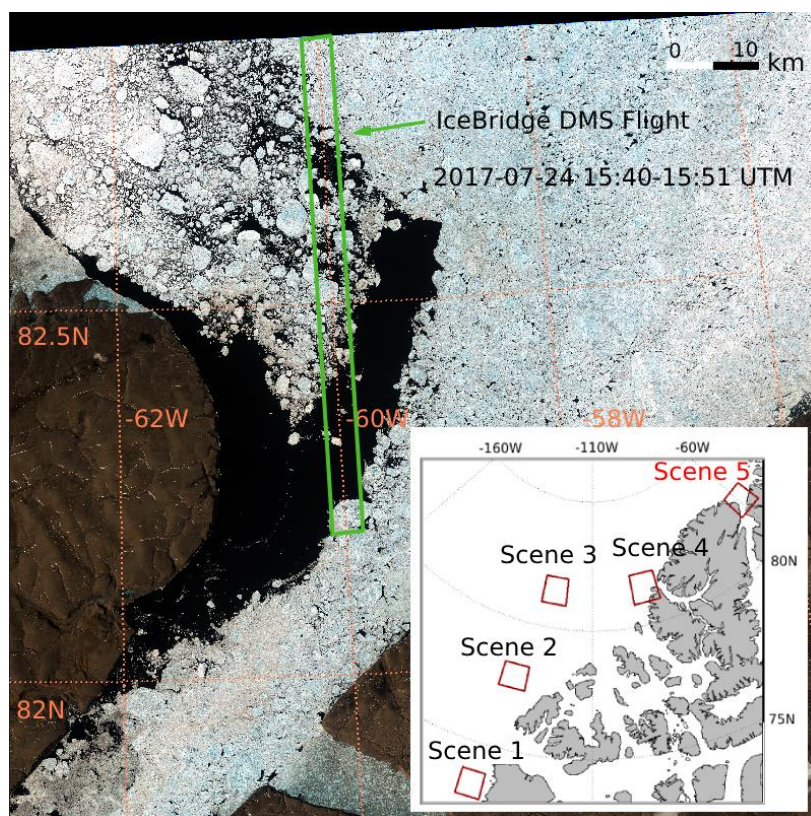 0 10
km
IceBridge DMS Flight
2017-07-24 15:40-15:51 UTM
82.5N
-62W
-60W
-58W
-160W -110W -60W
Scene 5
Scene 3
Scene 4
80N
Scene 2
82N
75N
Scene 1